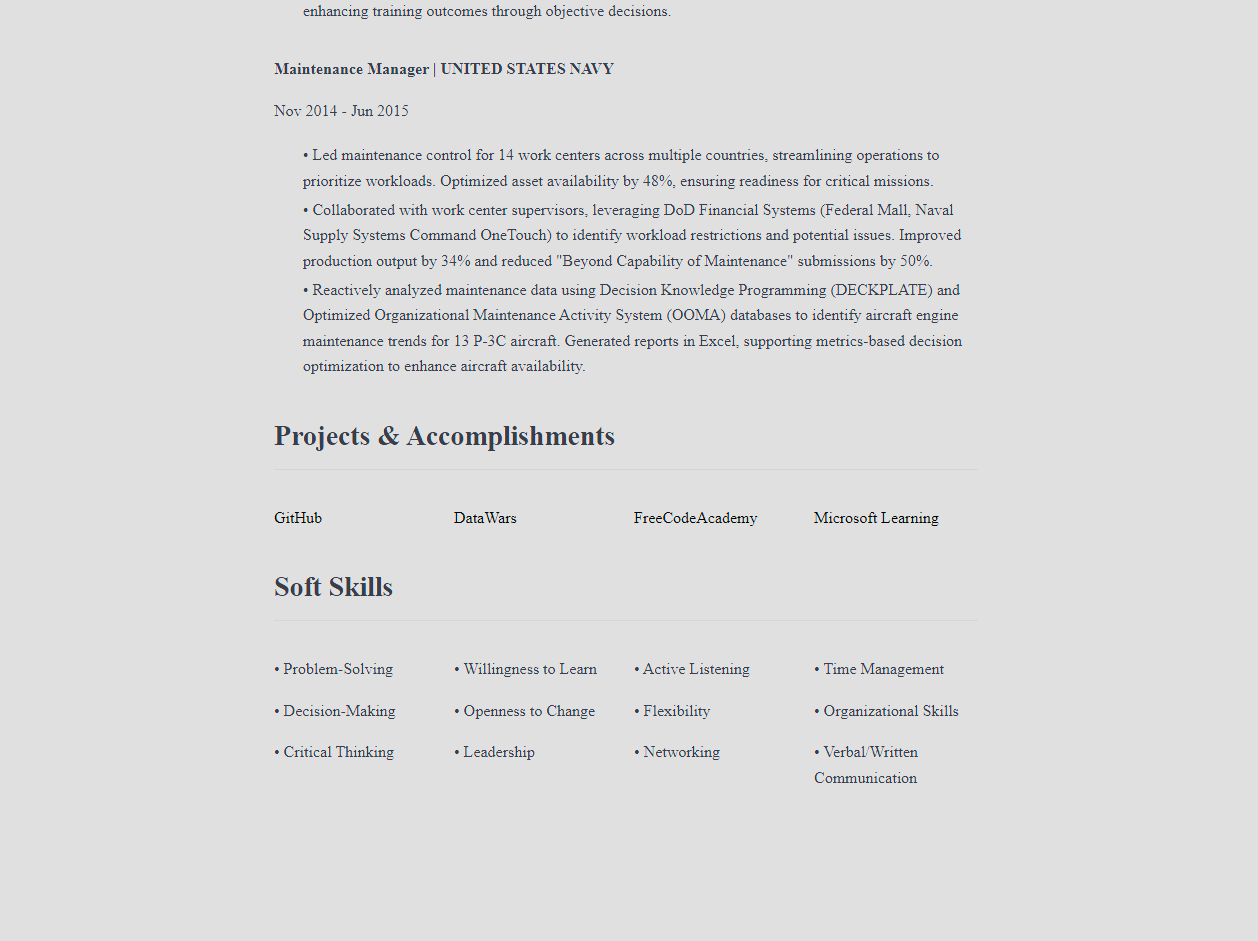 enhancing training outcomes through objective decisions.
Maintenance Manager | UNITED STATES NAVY
Nov 2014 - Jun 2015
• Led maintenance control for 14 work centers across multiple countries, streamlining operations to
prioritize workloads. Optimized asset availability by 48%, ensuring readiness for critical missions.
• Collaborated with work center supervisors, leveraging DoD Financial Systems (Federal Mall, Naval
Supply Systems Command OneTouch) to identify workload restrictions and potential issues. Improved
production output by 34% and reduced "Beyond Capability of Maintenance" submissions by 50%.
• Reactively analyzed maintenance data using Decision Knowledge Programming (DECKPLATE) and
Optimized Organizational Maintenance Activity System (OOMA) databases to identify aircraft engine
maintenance trends for 13 P-3C aircraft. Generated reports in Excel, supporting metrics-based decision
optimization to enhance aircraft availability.
Projects & Accomplishments
GitHub DataWars FreeCodeAcademy Microsoft Learning
Soft Skills
• Problem-Solving • Willingness to Learn • Active Listening • Time Management
• Decision-Making • Openness to Change • Flexibility • Organizational Skills
• Critical Thinking • Leadership • Networking • Verbal/Written
Communication